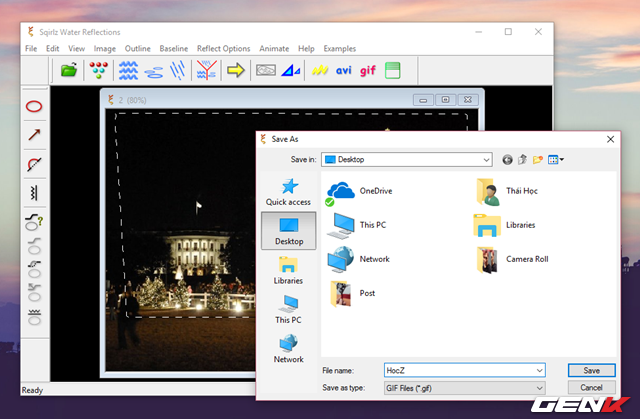 Sqirlz Water Reflections
File Edit View Image Outline Baseline Reflect Options Animate Help Examples
avi gif
2 (80%)
Save As
Save in: Desktop
Quick access
Desktop
Libraries
This PC
Network
OneDrive
Thái Học
This PC
Libraries
Network
Camera Roll
Post
File name: HocZ Save
Save as type: GIF Files (*.gif) Cancel
Ready
GENK